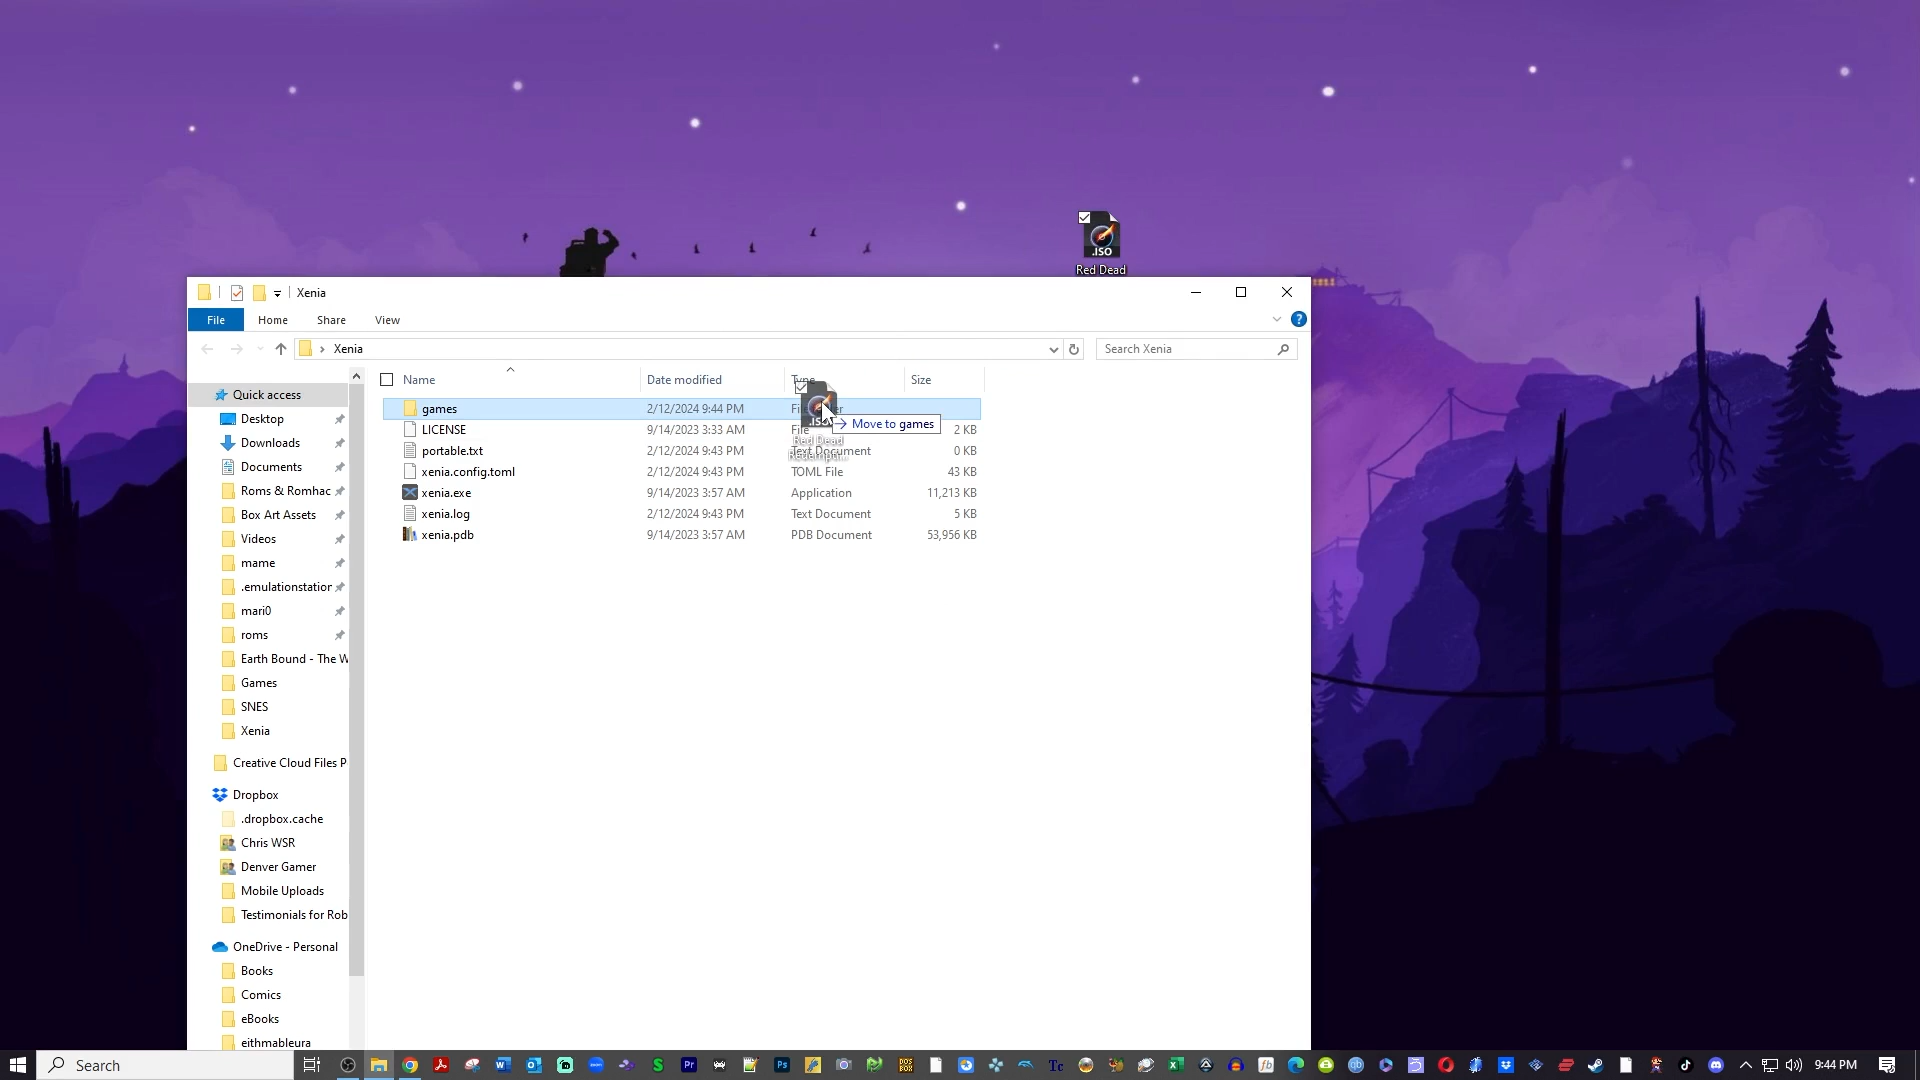 .ISO
Red Dead
Xenia
File Home Share View
Xenia
Search Xenia
Name Date modified Type Size
games 2/12/2024 9:44 PM
LICENSE 9/14/2023 3:33 AM File 2 KB
portable.txt 2/12/2024 9:43 PM Text Document 0 KB
xenia.config.toml 2/12/2024 9:43 PM TOML File 43 KB
xenia.exe 9/14/2023 3:57 AM Application 11,213 KB
xenia.log 2/12/2024 9:43 PM Text Document 5 KB
xenia.pdb 9/14/2023 3:57 AM PDB Document 53,956 KB
.ISO
Move to games
Red Dead
Redempti...
Quick access
Desktop
Downloads
Documents
Roms & Romhac
Box Art Assets
Videos
mame
.emulationstation
mari0
roms
Earth Bound - The W
Games
SNES
Xenia
Creative Cloud Files P
Dropbox
.dropbox.cache
Chris WSR
Denver Gamer
Mobile Uploads
Testimonials for Rob
OneDrive - Personal
Books
Comics
eBooks
eithmableura
Search
9:44 PM